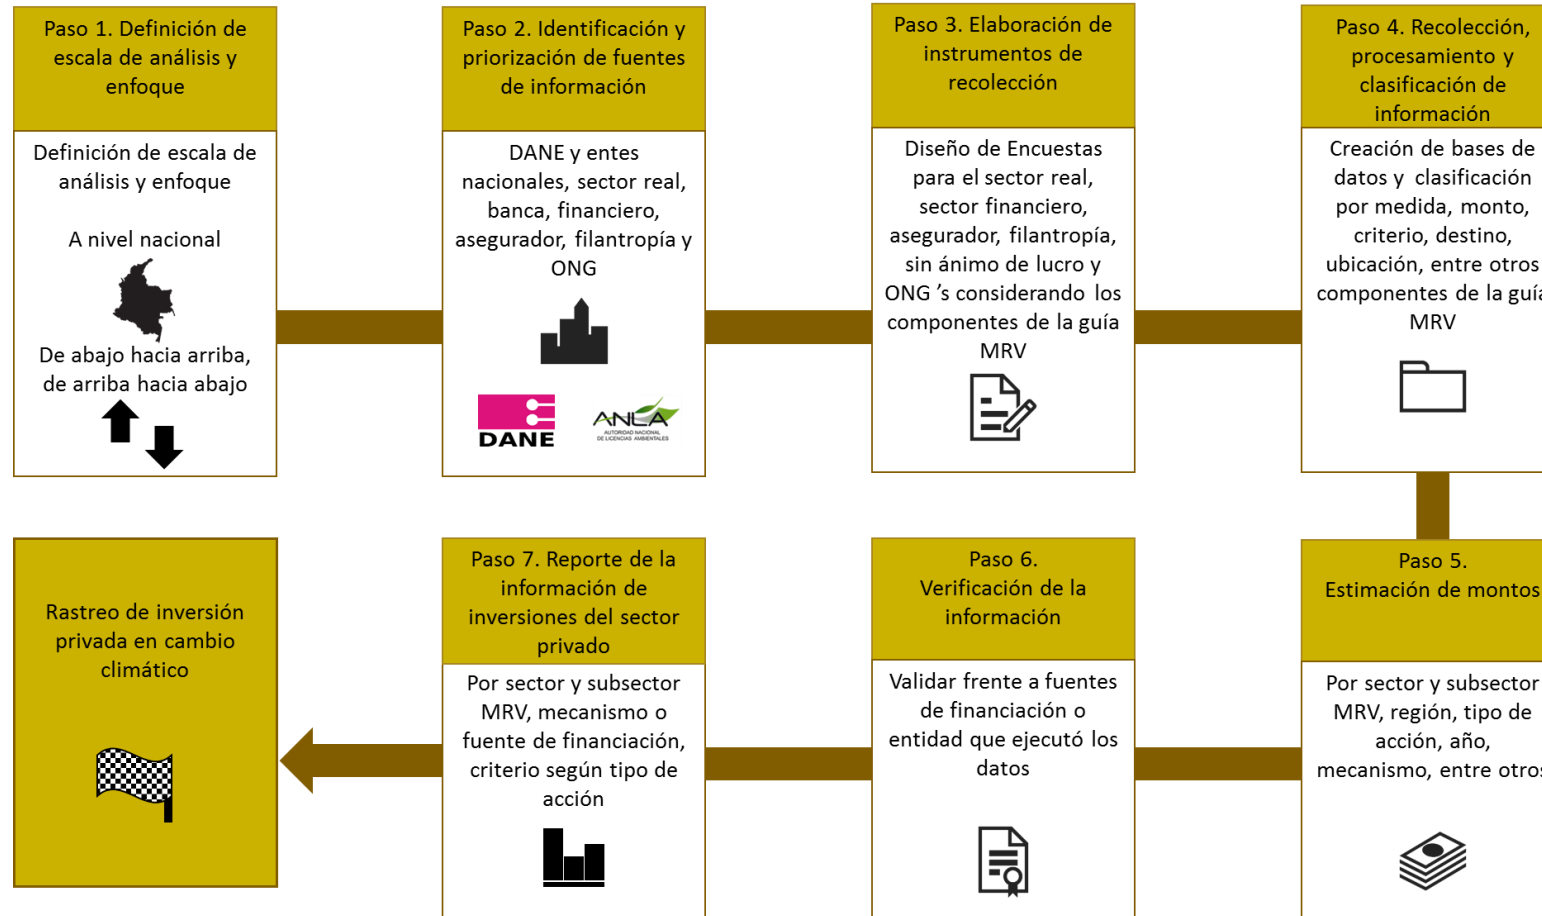 Paso 1. Definición de
escala de análisis y
enfoque
Definición de escala de
análisis y enfoque
A nivel nacional
De abajo hacia arriba,
de arriba hacia abajo
Paso 2. Identificación y
priorización de fuentes
de información
DANE y entes
nacionales, sector real,
banca, financiero,
asegurador, filantropía y
ONG
DANE
ANLA
AUTORIDAD NACIONAL
DE LICENCIAS AMBIENTALES
Paso 3. Elaboración de
instrumentos de
recolección
Diseño de Encuestas
para el sector real,
sector financiero,
asegurador, filantropía,
sin ánimo de lucro y
ONG ’s considerando los
componentes de la guía
MRV
Paso 4. Recolección,
procesamiento y
clasificación de
información
Creación de bases de
datos y clasificación
por medida, monto,
criterio, destino,
ubicación, entre otros
componentes de la guía
MRV
Paso 5.
Estimación de montos
Por sector y subsector
MRV, región, tipo de
acción, año,
mecanismo, entre otros
Paso 6.
Verificación de la
información
Validar frente a fuentes
de financiación o
entidad que ejecutó los
datos
Paso 7. Reporte de la
información de
inversiones del sector
privado
Por sector y subsector
MRV, mecanismo o
fuente de financiación,
criterio según tipo de
acción
Rastreo de inversión
privada en cambio
climático